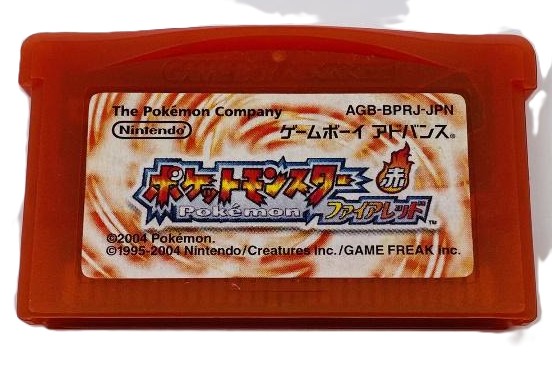 The Pokémon Company
AGB-BPRJ-JPN
Nintendo
ゲームボーイ アドバンス®
ポケットモンスター
赤
Pokémon
ファイアレッド™
©2004 Pokémon.
©1995-2004 Nintendo/Creatures inc./GAME FREAK inc.